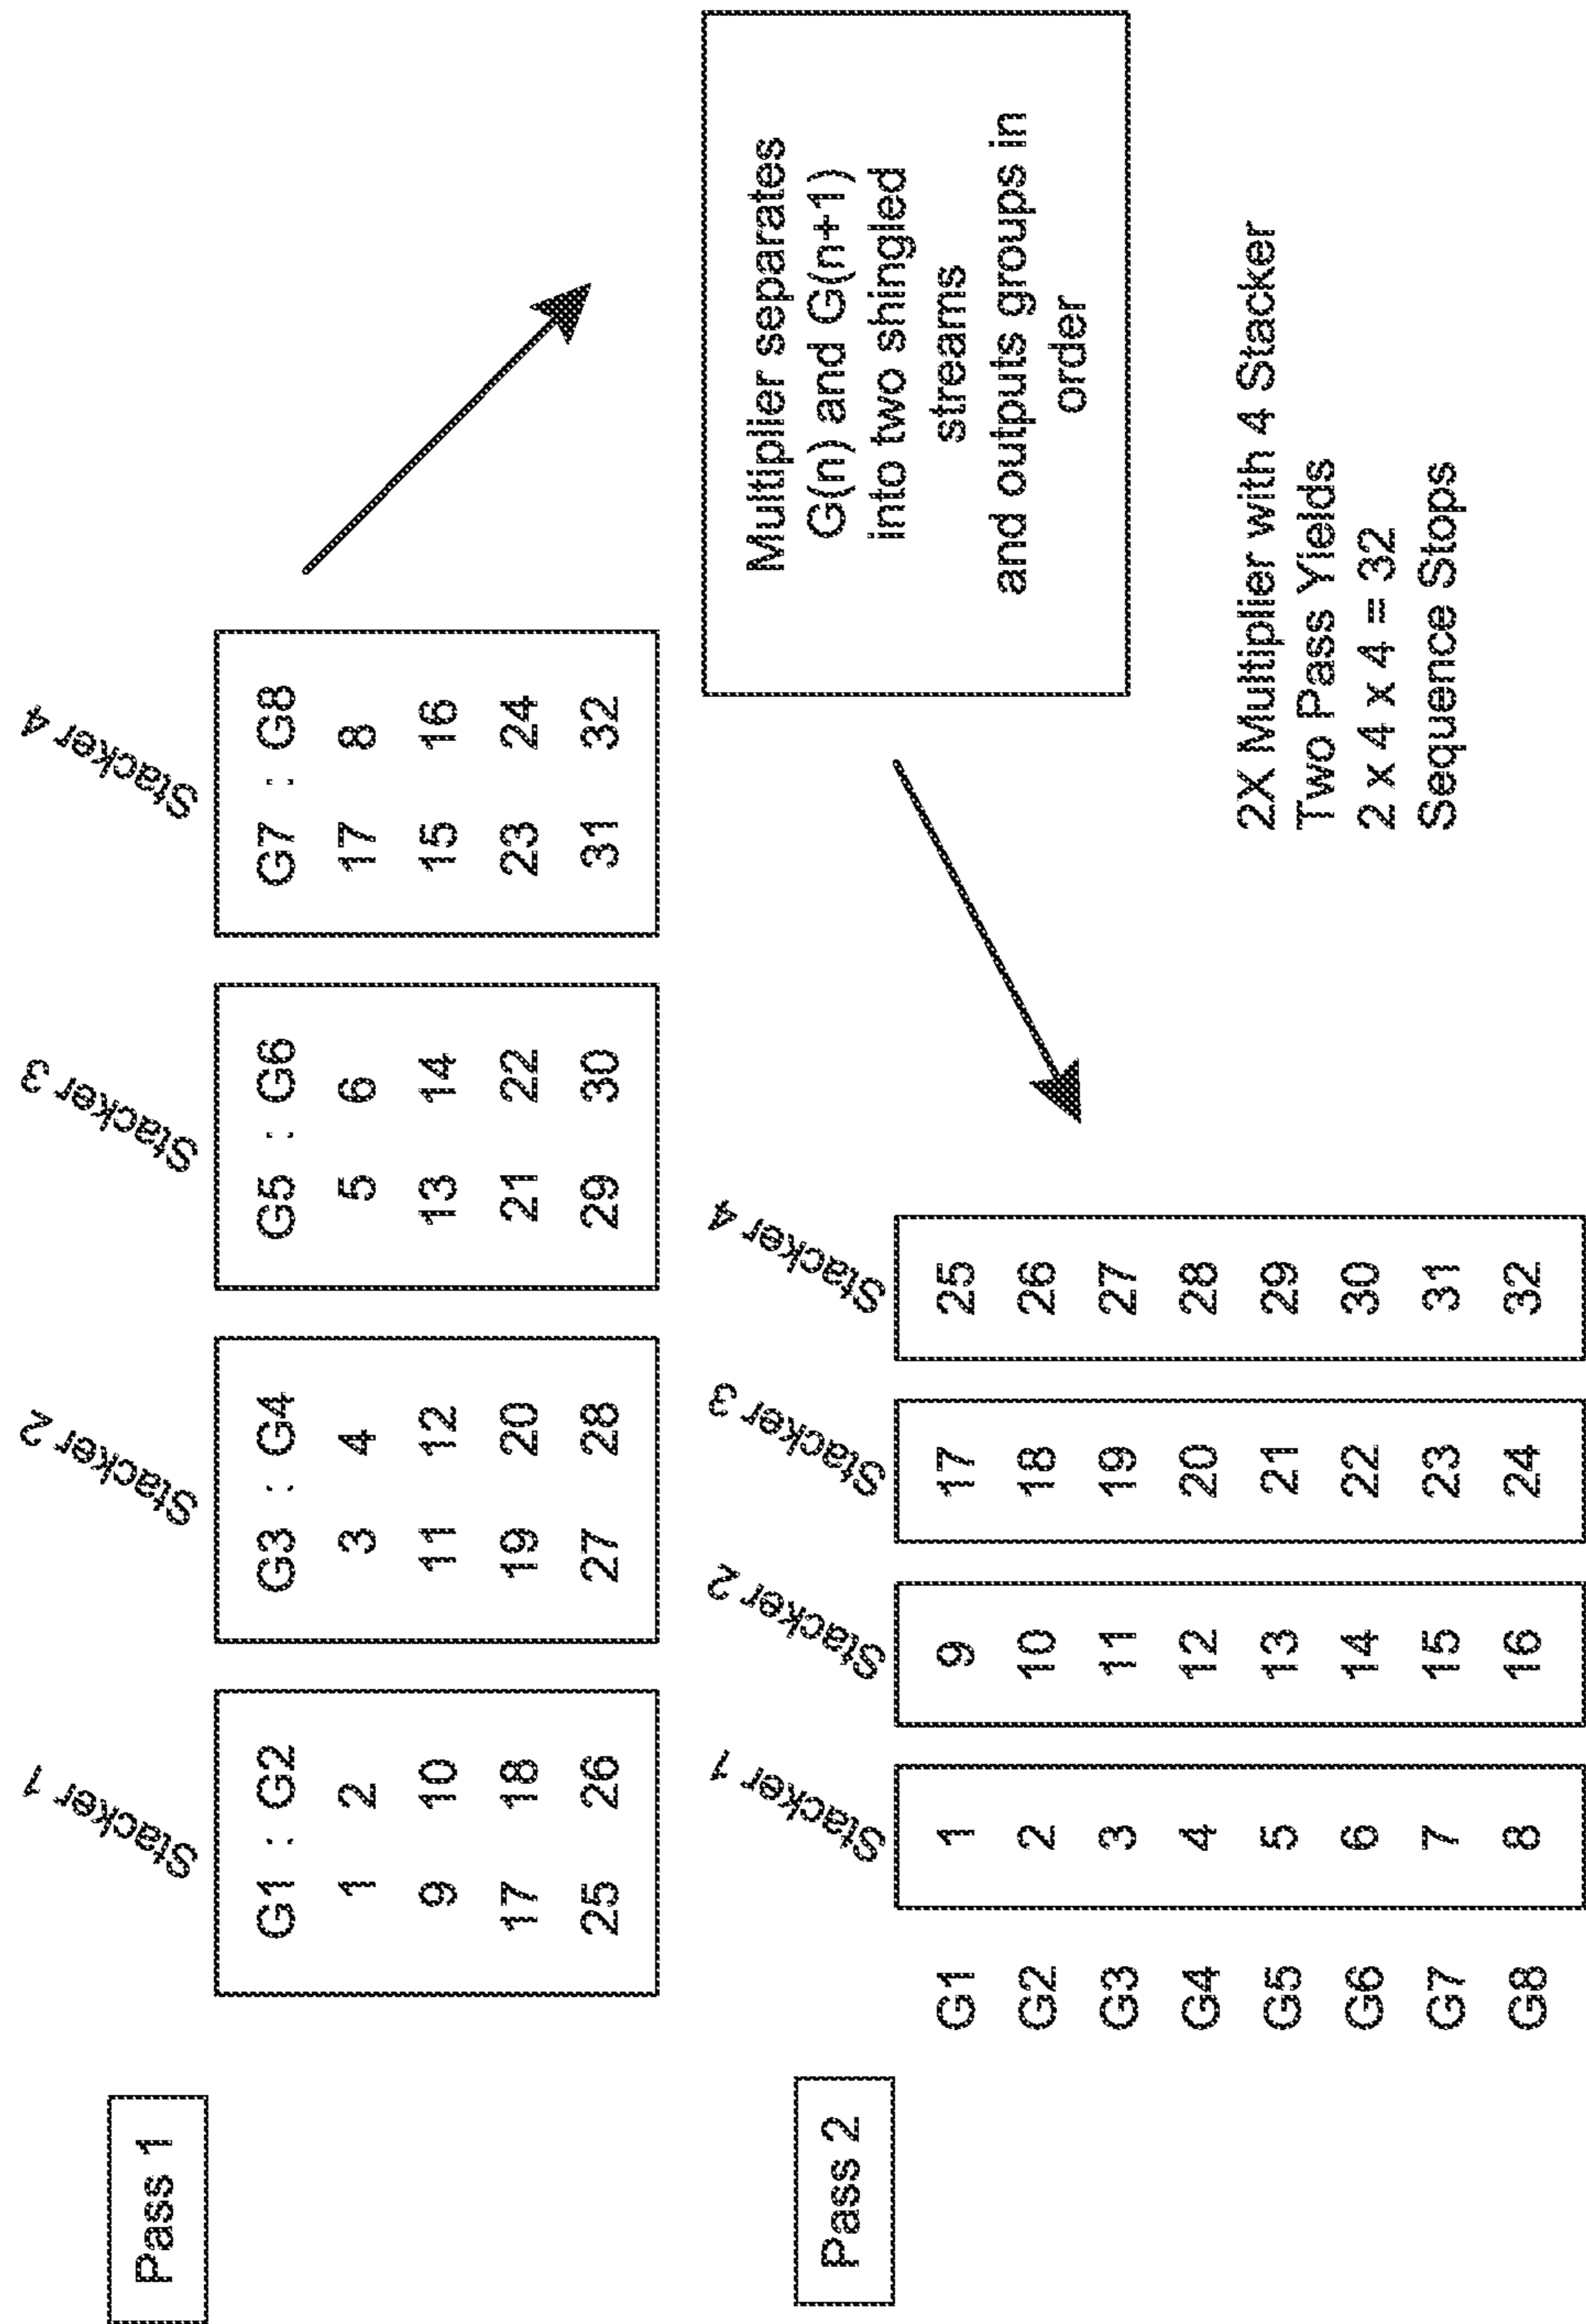 Pass 1
Stacker 1
Stacker 2
Stacker 3
Stacker 4
G1 : G2
1 2
9 10
17 18
25 26
G3 : G4
3 4
11 12
19 20
27 28
G5 : G6
5 6
13 14
21 22
29 30
G7 : G8
17 8
15 16
23 24
31 32
Multiplier separates
G(n) and G(n+1)
into two shingled
streams
and outputs groups in
order
Pass 2
Stacker 1
Stacker 2
Stacker 3
Stacker 4
G1 1 9 17 25
G2 2 10 18 26
G3 3 11 19 27
G4 4 12 20 28
G5 5 13 21 29
G6 6 14 22 30
G7 7 15 23 31
G8 8 16 24 32
2X Multiplier with 4 Stacker
Two Pass Yields
2 x 4 x 4 = 32
Sequence Stops